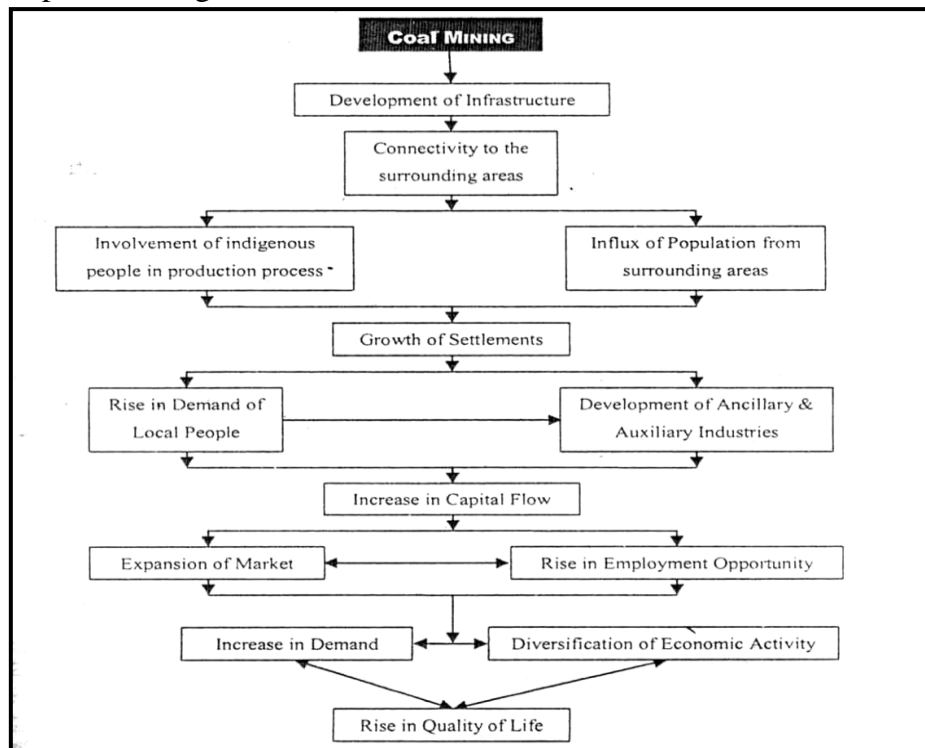 Coal MINING
Development of Infrastructure
Connectivity to the
surrounding areas
Involvement of indigenous
people in production process
Influx of Population from
surrounding areas
Growth of Settlements
Rise in Demand of
Local People
Development of Ancillary &
Auxiliary Industries
Increase in Capital Flow
Expansion of Market
Rise in Employment Opportunity
Increase in Demand
Diversification of Economic Activity
Rise in Quality of Life